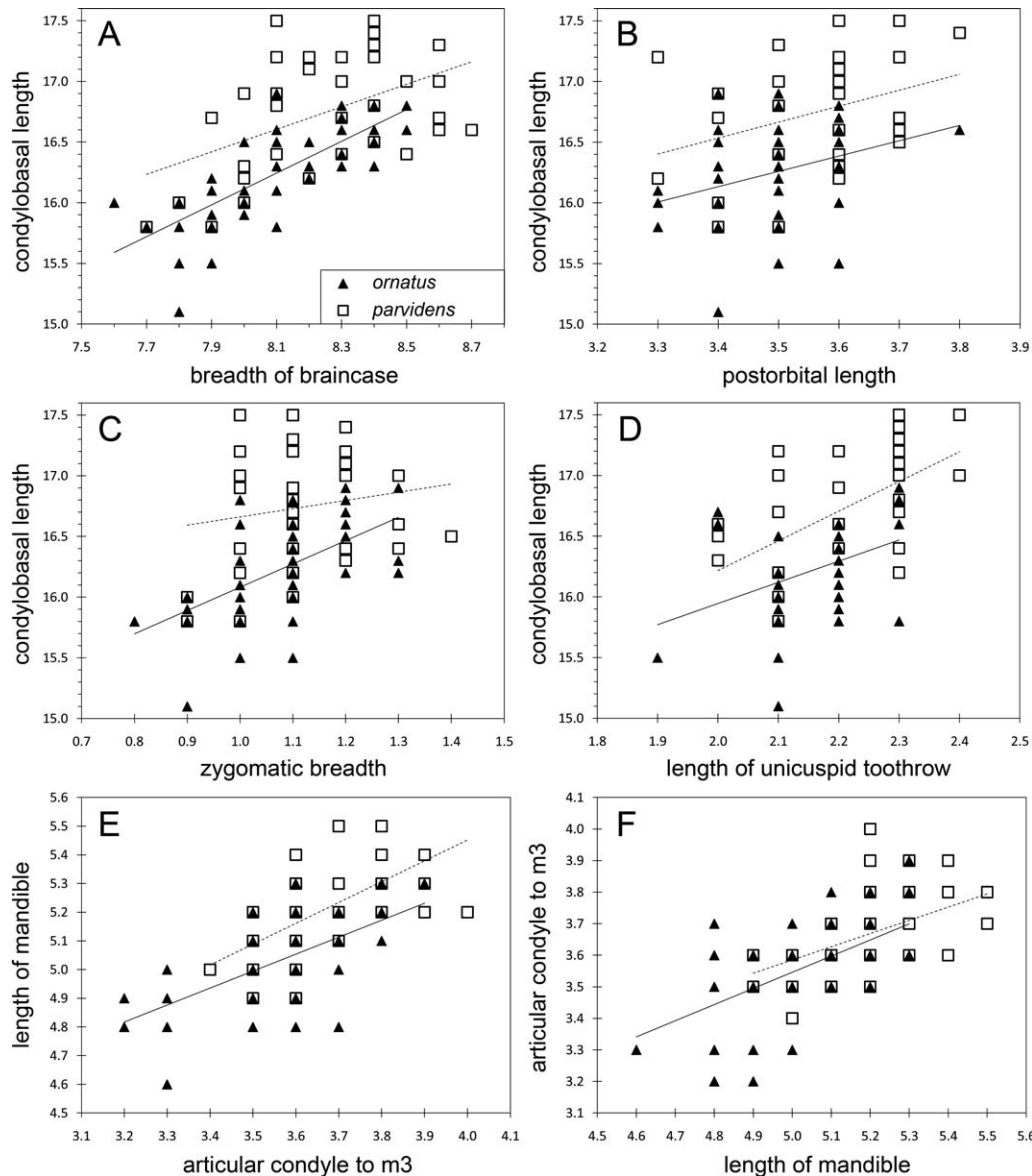 A
condylobasal length
17.5
17.0
16.5
16.0
15.5
15.0
7.5 7.7 7.9 8.1 8.3 8.5 8.7
breadth of braincase
ornatus
parvidens
B
condylobasal length
17.5
17.0
16.5
16.0
15.5
15.0
3.2 3.3 3.4 3.5 3.6 3.7 3.8 3.9
postorbital length
C
condylobasal length
17.5
17.0
16.5
16.0
15.5
15.0
0.7 0.8 0.9 1.0 1.1 1.2 1.3 1.4 1.5
zygomatic breadth
D
condylobasal length
17.5
17.0
16.5
16.0
15.5
15.0
1.8 1.9 2.0 2.1 2.2 2.3 2.4 2.5
length of unicuspid toothrow
E
length of mandible
5.6
5.5
5.4
5.3
5.2
5.1
5.0
4.9
4.8
4.7
4.6
4.5
3.1 3.2 3.3 3.4 3.5 3.6 3.7 3.8 3.9 4.0 4.1
articular condyle to m3
F
articular condyle to m3
4.1
4.0
3.9
3.8
3.7
3.6
3.5
3.4
3.3
3.2
3.1
4.5 4.6 4.7 4.8 4.9 5.0 5.1 5.2 5.3 5.4 5.5 5.6
length of mandible